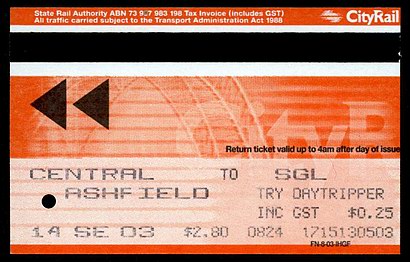 State Rail Authority ABN 73 997 983 198 Tax Invoice (includes GST)
All traffic carried subject to the Transport Administration Act 1988
CityRail
CityR
Return ticket valid up to 4am after day of issue
CENTRAL TO SGL
ASHFIELD TRY DAYTRIPPER
INC GST $0.25
14 SE 03 $2.80 0824 1715130503
FN-8-03-IHGF